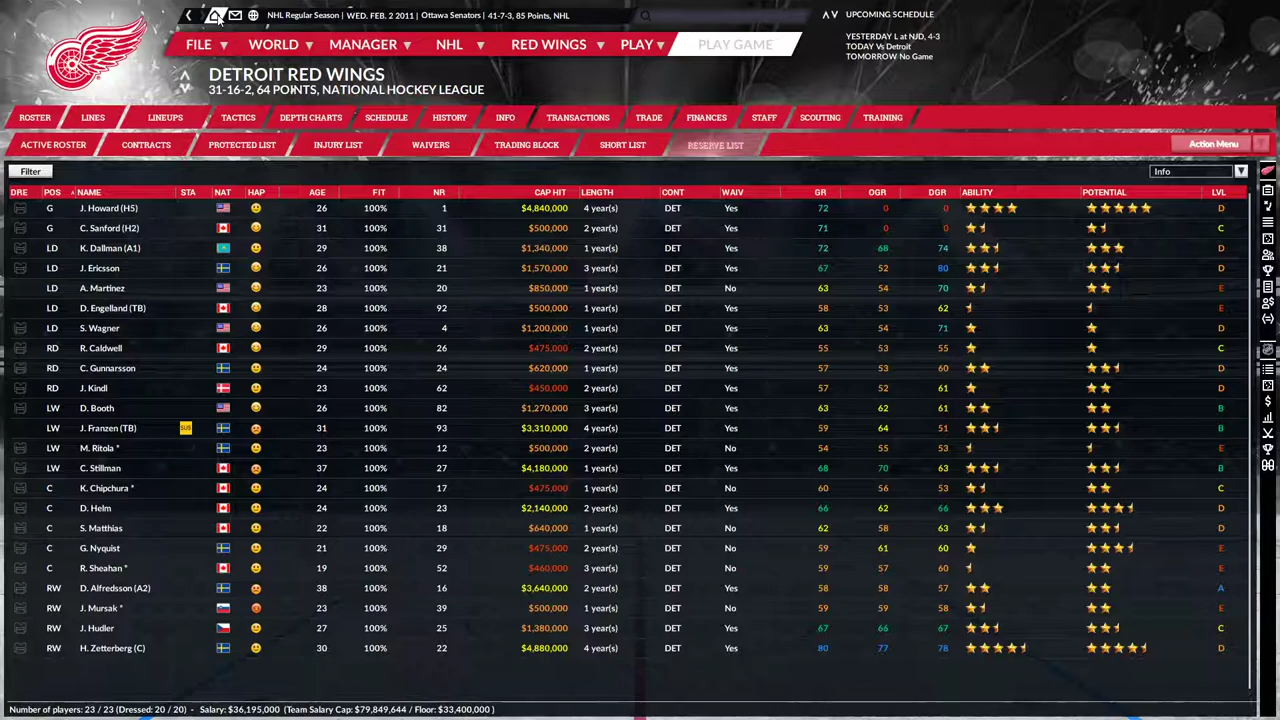 NHL Regular Season | WED. FEB. 2 2011 | Ottawa Senators | 41-7-3, 85 Points, NHL
UPCOMING SCHEDULE
YESTERDAY L at NJD, 4-3
TODAY Vs Detroit
TOMORROW No Game
FILE WORLD MANAGER NHL RED WINGS PLAY PLAY GAME
DETROIT RED WINGS
31-16-2, 64 POINTS, NATIONAL HOCKEY LEAGUE
ROSTER LINES LINEUPS TACTICS DEPTH CHARTS SCHEDULE HISTORY INFO TRANSACTIONS TRADE FINANCES STAFF SCOUTING TRAINING
ACTIVE ROSTER CONTRACTS PROTECTED LIST INJURY LIST WAIVERS TRADING BLOCK SHORT LIST RESERVE LIST Action Menu
Filter Info
DRE POS NAME STA NAT HAP AGE FIT NR CAP HIT LENGTH CONT WAIV GR OGR DGR ABILITY POTENTIAL LVL
G J. Howard (H5) 26 100% 1 $4,840,000 4 year(s) DET Yes 72 0 0 D
G C. Sanford (H2) 31 100% 31 $500,000 2 year(s) DET Yes 71 0 0 C
LD K. Dallman (A1) 29 100% 38 $1,340,000 2 year(s) DET Yes 72 68 74 D
LD J. Ericsson 26 100% 21 $1,570,000 3 year(s) DET Yes 67 52 80 D
LD A. Martinez 23 100% 20 $850,000 1 year(s) DET No 63 54 70 E
LD D. Engelland (TB) 28 100% 92 $500,000 2 year(s) DET Yes 58 53 62 E
LD S. Wagner 26 100% 4 $1,200,000 1 year(s) DET Yes 63 54 71 D
RD R. Caldwell 29 100% 26 $475,000 2 year(s) DET Yes 55 53 55 C
RD C. Gunnarsson 24 100% 24 $620,000 1 year(s) DET Yes 57 53 60 D
RD J. Kindl 23 100% 62 $450,000 2 year(s) DET Yes 57 52 61 D
LW D. Booth 26 100% 82 $1,270,000 3 year(s) DET Yes 63 62 61 B
LW J. Franzen (TB) SUS 31 100% 93 $3,310,000 4 year(s) DET Yes 59 64 51 B
LW M. Ritola * 23 100% 12 $500,000 2 year(s) DET No 54 55 53 E
LW C. Stillman 37 100% 27 $4,180,000 1 year(s) DET Yes 68 70 63 B
C K. Chipchura * 24 100% 17 $475,000 1 year(s) DET No 60 56 53 C
C D. Helm 24 100% 23 $2,140,000 2 year(s) DET Yes 66 62 66 D
C S. Matthias 22 100% 18 $640,000 1 year(s) DET No 62 58 63 D
C G. Nyquist 21 100% 29 $475,000 2 year(s) DET No 59 61 60 E
C R. Sheahan * 19 100% 52 $460,000 3 year(s) DET No 59 57 60 E
RW D. Alfredsson (A2) 38 100% 16 $3,640,000 2 year(s) DET Yes 58 58 57 A
RW J. Mursak * 23 100% 39 $500,000 1 year(s) DET No 59 59 58 E
RW J. Hudler 27 100% 25 $1,380,000 3 year(s) DET Yes 67 66 67 C
RW H. Zetterberg (C) 30 100% 22 $4,880,000 4 year(s) DET Yes 80 77 78 D
Number of players: 23 / 23 (Dressed: 20 / 20) - Salary: $36,195,000 (Team Salary Cap: $79,849,644 / Floor: $33,400,000 )